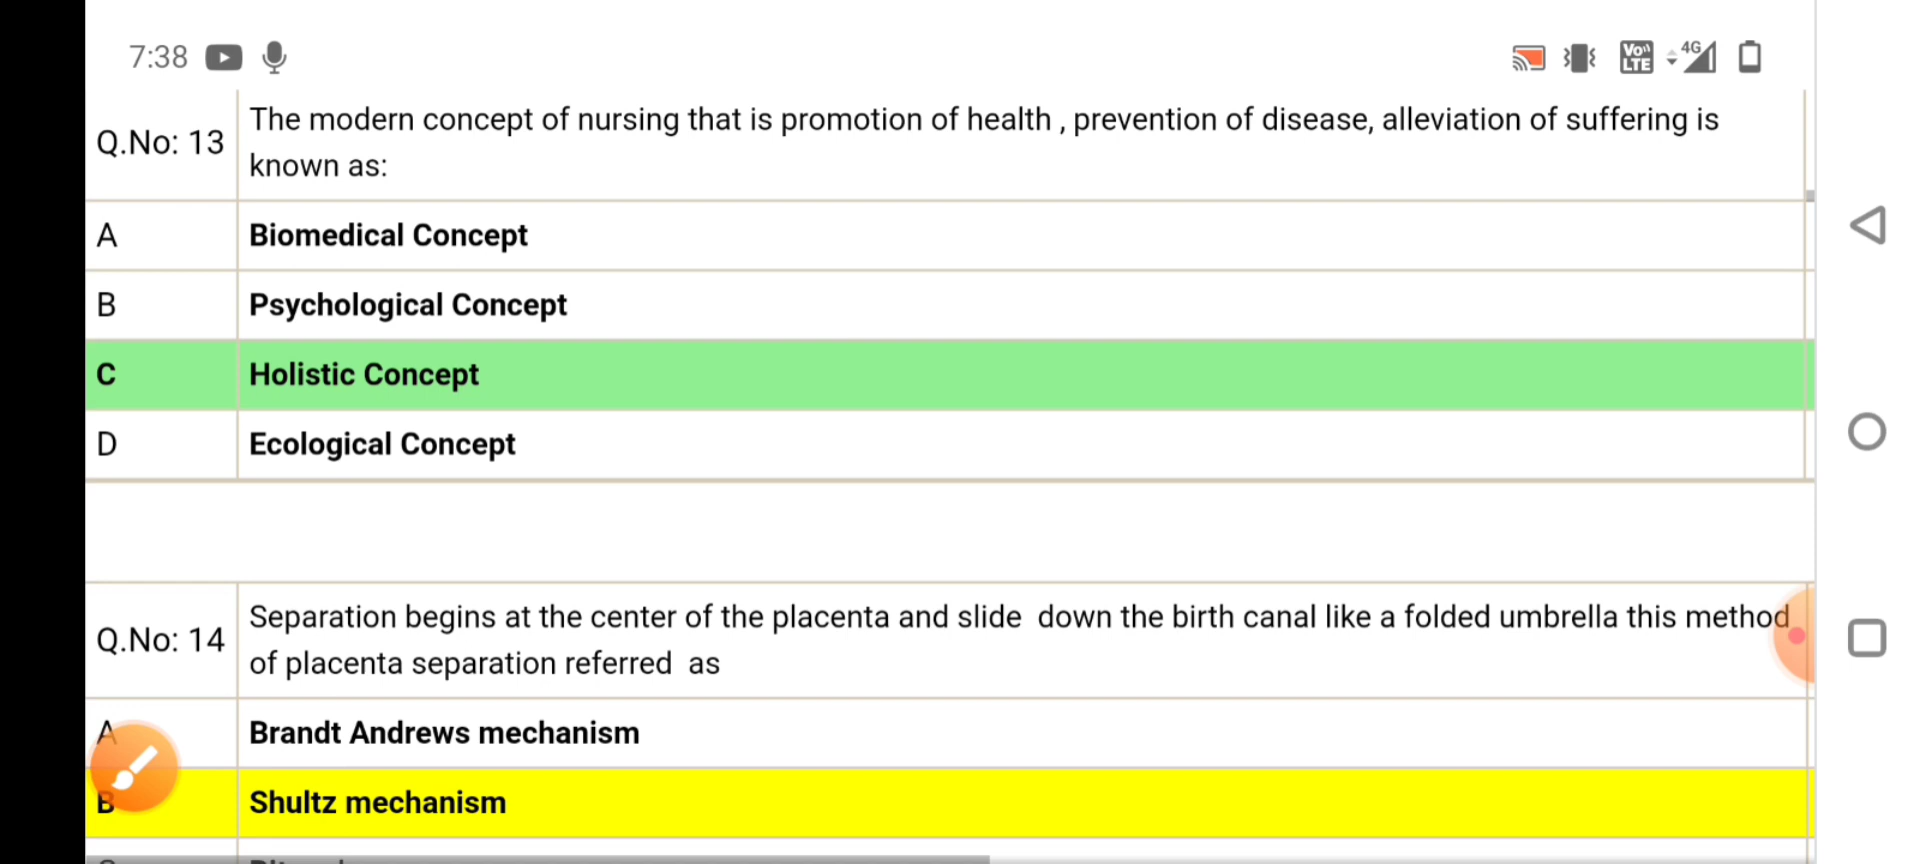 7:38
Vo)) LTE 4G
Q.No: 13
The modern concept of nursing that is promotion of health , prevention of disease, alleviation of suffering is
known as:
A Biomedical Concept
B Psychological Concept
C Holistic Concept
D Ecological Concept
Q.No: 14
Separation begins at the center of the placenta and slide down the birth canal like a folded umbrella this method
of placenta separation referred as
A Brandt Andrews mechanism
B Shultz mechanism